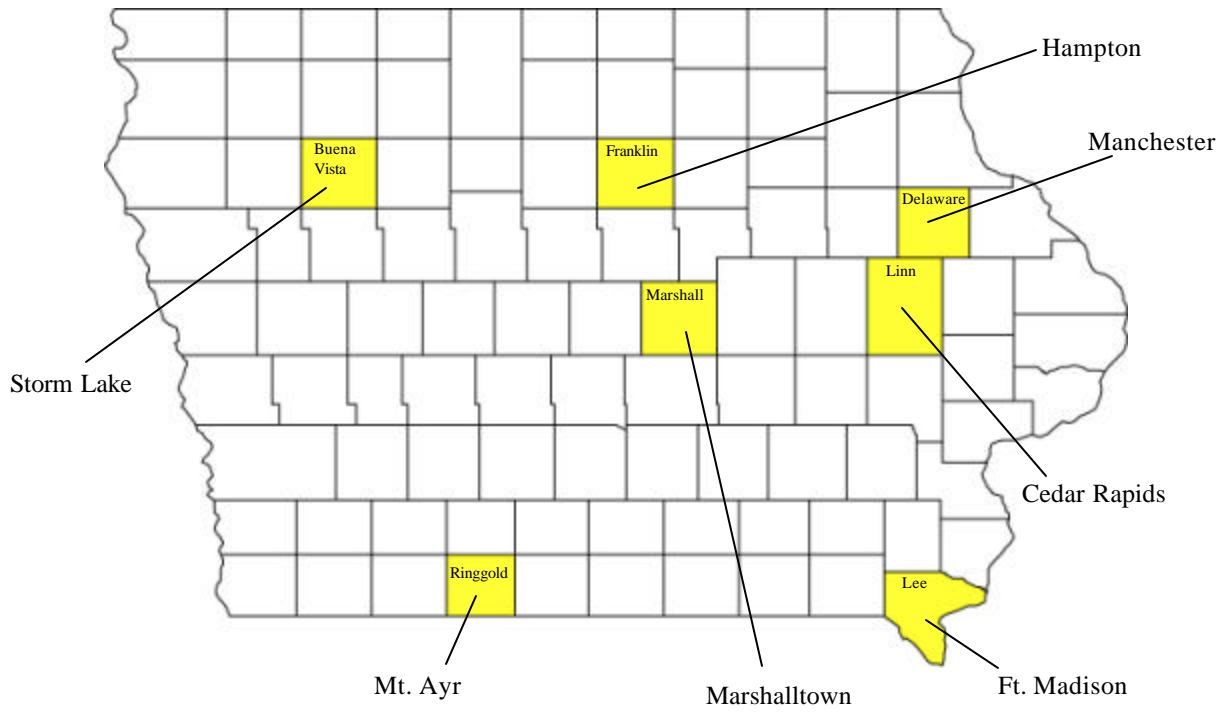 Hampton
Manchester
Buena
Vista
Franklin
Delaware
Linn
Marshall
Storm Lake
Cedar Rapids
Ringgold
Lee
Mt. Ayr
Marshalltown
Ft. Madison